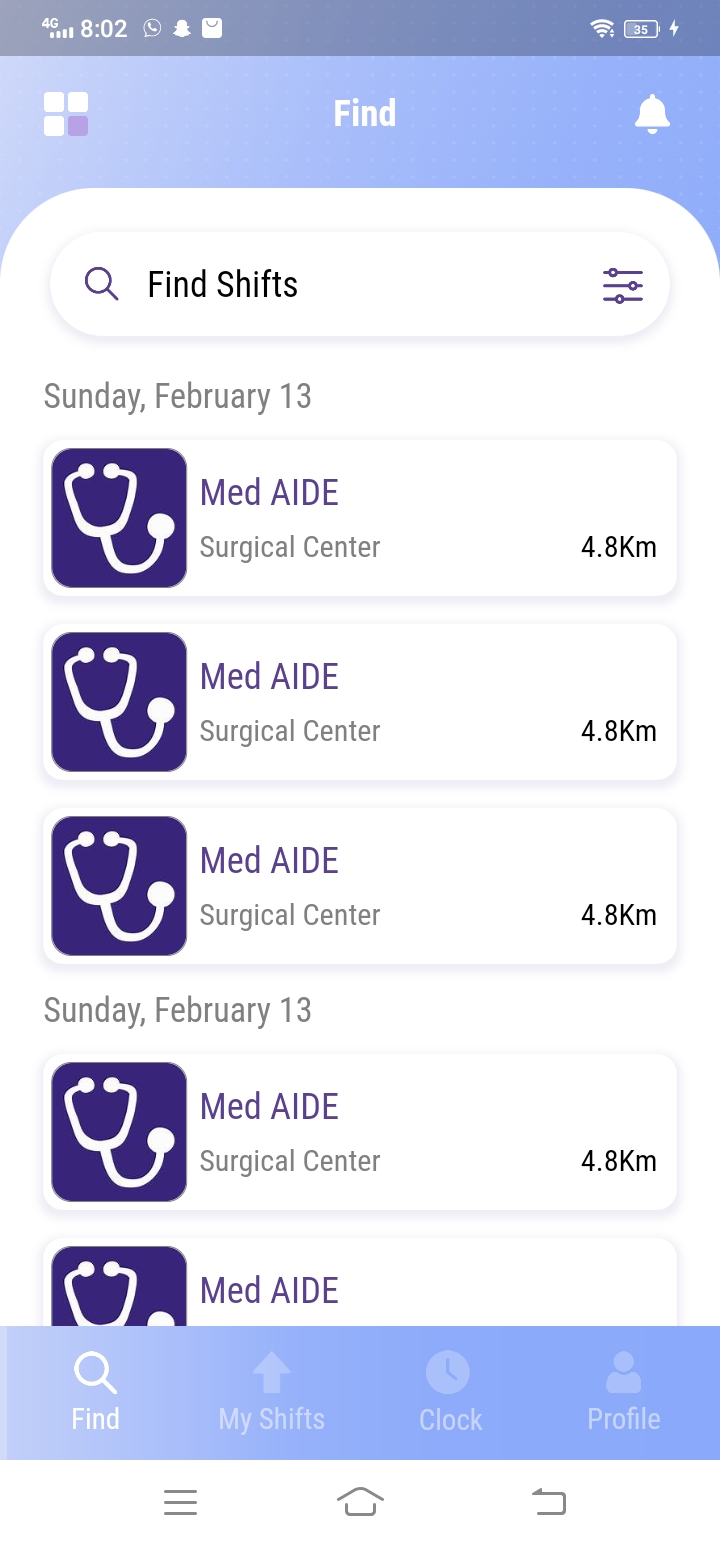 4G 8:02 35
Find
Find Shifts
Sunday, February 13
Med AIDE
Surgical Center 4.8Km
Med AIDE
Surgical Center 4.8Km
Med AIDE
Surgical Center 4.8Km
Sunday, February 13
Med AIDE
Surgical Center 4.8Km
Med AIDE
Find My Shifts Clock Profile